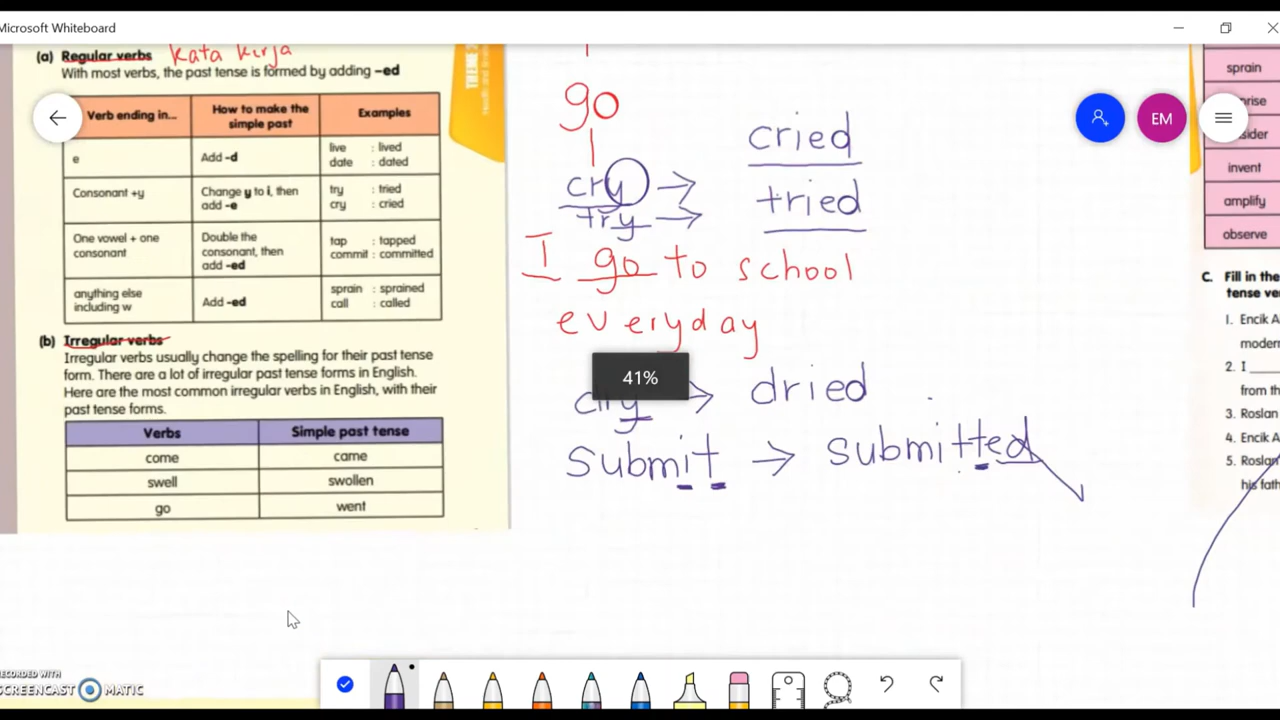 Microsoft Whiteboard
(a) Regular verbs kata kirja
With most verbs, the past tense is formed by adding –ed
Verb ending in... How to make the simple past Examples
e Add -d live : lived
date : dated
Consonant +y Change y to i, then add -e try : tried
cry : cried
One vowel + one consonant Double the consonant, then add -ed tap : tapped
commit : committed
anything else including w Add -ed sprain : sprained
call : called
(b) Irregular verbs
Irregular verbs usually change the spelling for their past tense
form. There are a lot of irregular past tense forms in English.
Here are the most common irregular verbs in English, with their
past tense forms.
Verbs Simple past tense
come came
swell swollen
go went
THEME 2
go
cry → cried
try → tried
I go to school
everyday
41%
→ dried
submit → submitted
EM
sprain
invent
amplify
observe
C. Fill in the
tense
1. Encik A
2. I ____
from the
3. Roslan
4. Encik A
5. Roslan
his fath
RECORDED WITH
SCREENCAST MATIC